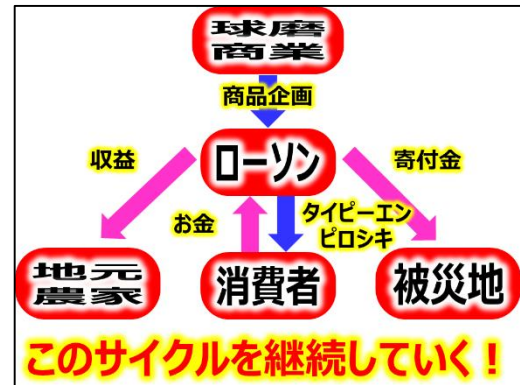 球磨
商業
商品企画
収益
ローソン
寄付金
お金
タイピーエン
ピロシキ
地元
農家
消費者
被災地
このサイクルを継続していく！